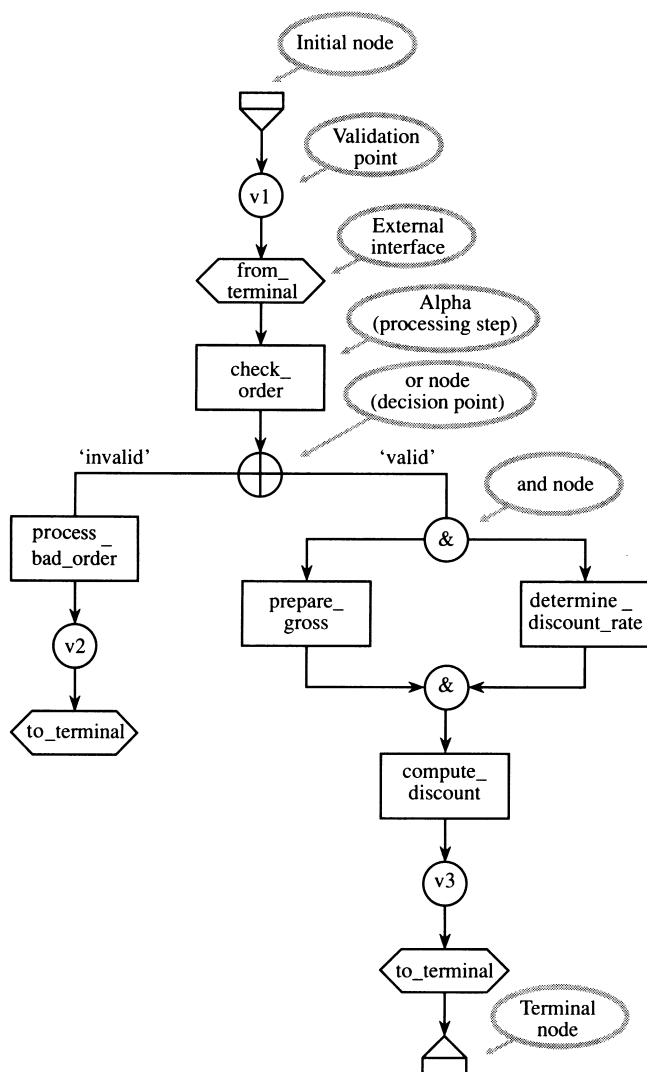 Initial node
Validation
point
v1
External
interface
from_
terminal
Alpha
(processing step)
check_
order
or node
(decision point)
‘invalid’
‘valid’
and node
&
process_
bad_order
prepare_
gross
determine_
discount_rate
v2
&
to_terminal
compute_
discount
v3
to_terminal
Terminal
node